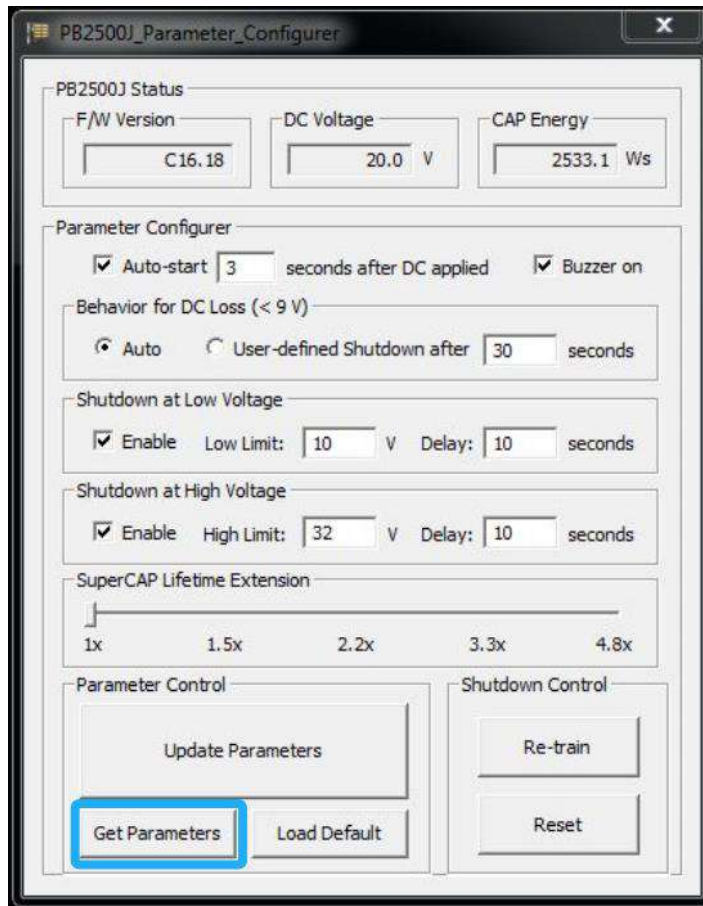 PB2500J_Parameter_Configurer
x
PB2500J Status
F/W Version
DC Voltage
CAP Energy
C16.18
20.0 V
2533.1 Ws
Parameter Configurer
Auto-start 3 seconds after DC applied
Buzzer on
Behavior for DC Loss (< 9 V)
Auto
User-defined Shutdown after 30 seconds
Shutdown at Low Voltage
Enable Low Limit: 10 V Delay: 10 seconds
Shutdown at High Voltage
Enable High Limit: 32 V Delay: 10 seconds
SuperCAP Lifetime Extension
1x 1.5x 2.2x 3.3x 4.8x
Parameter Control
Shutdown Control
Update Parameters
Re-train
Get Parameters
Load Default
Reset